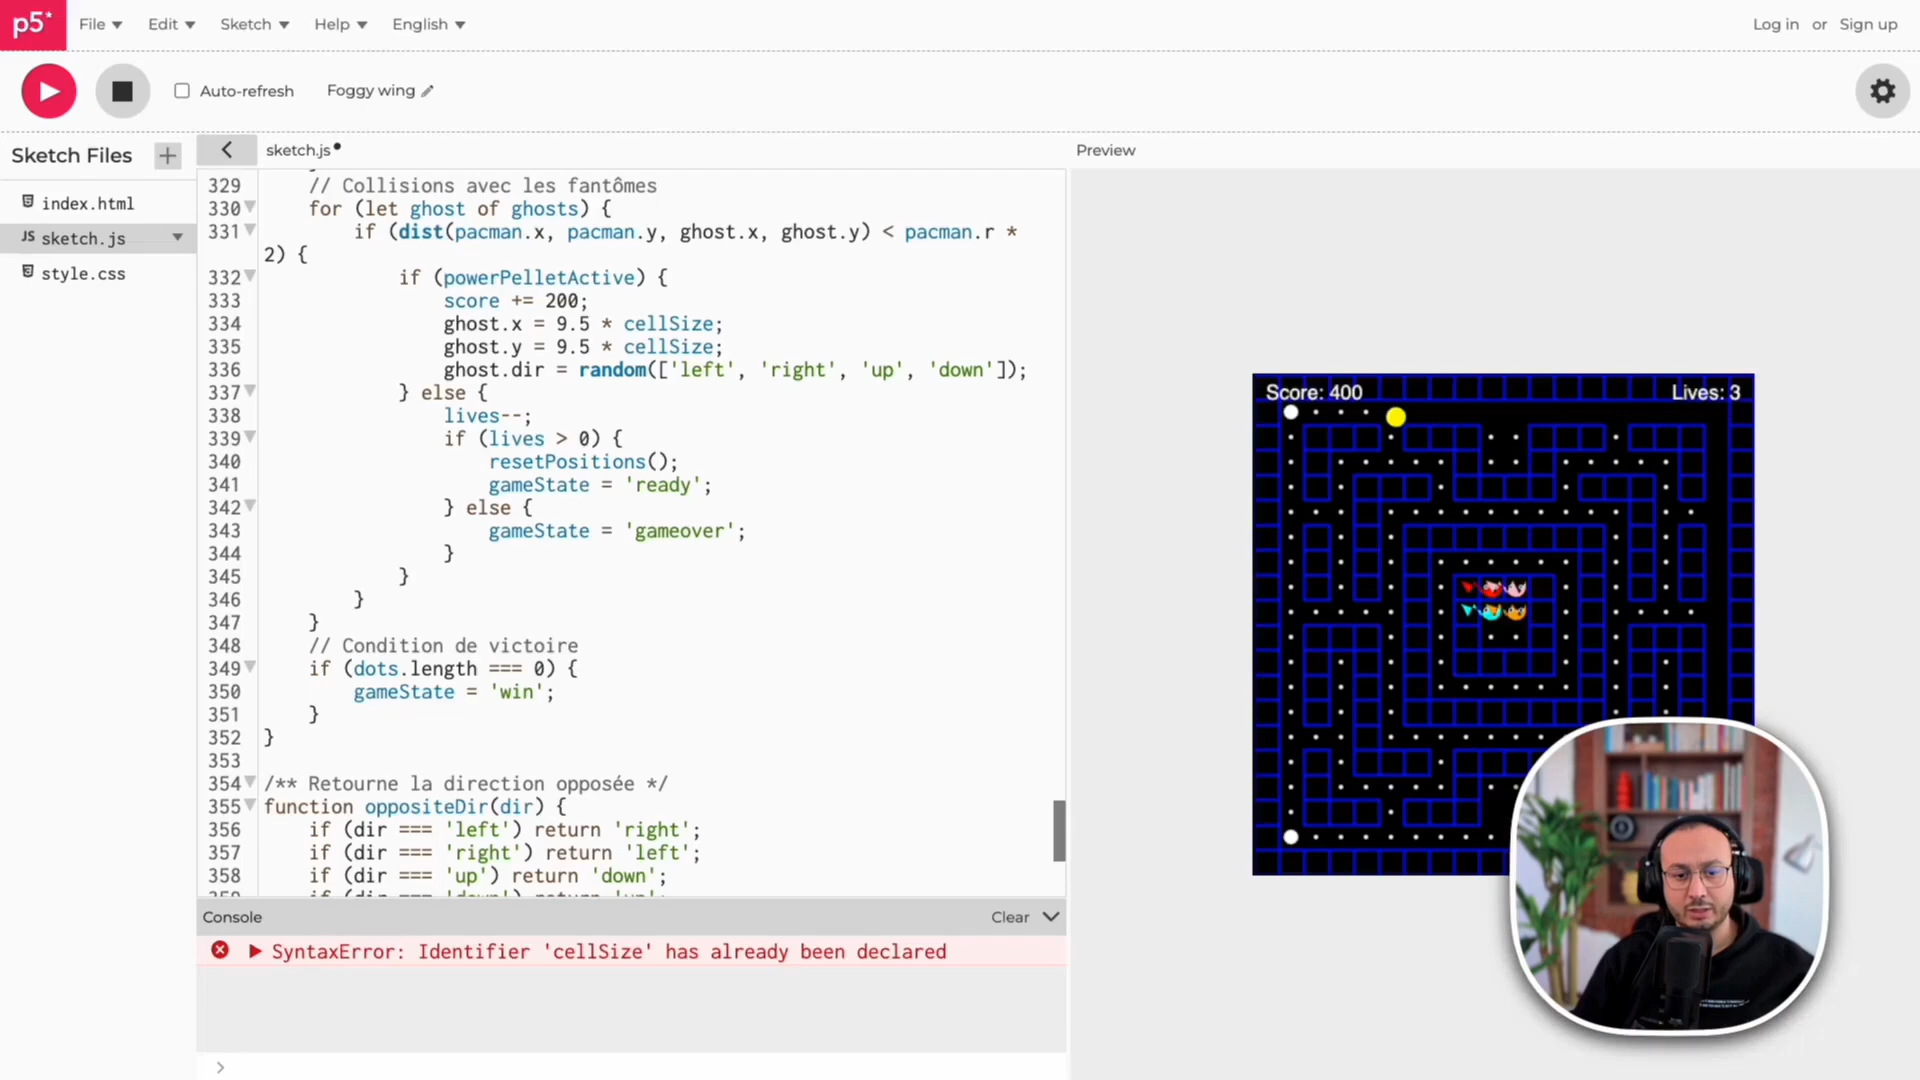 p5*
File
Edit
Sketch
Help
English
Log in or Sign up
Auto-refresh
Foggy wing
Sketch Files
sketch.js
Preview
index.html
JS sketch.js
style.css
329 // Collisions avec les fantômes
330 for (let ghost of ghosts) {
331 if (dist(pacman.x, pacman.y, ghost.x, ghost.y) < pacman.r *
2) {
332 if (powerPelletActive) {
333 score += 200;
334 ghost.x = 9.5 * cellSize;
335 ghost.y = 9.5 * cellSize;
336 ghost.dir = random(['left', 'right', 'up', 'down']);
337 } else {
338 lives--;
339 if (lives > 0) {
340 resetPositions();
341 gameState = 'ready';
342 } else {
343 gameState = 'gameover';
344 }
345 }
346 }
347 }
348 // Condition de victoire
349 if (dots.length === 0) {
350 gameState = 'win';
351 }
352 }
353
354 /** Retourne la direction opposée */
355 function oppositeDir(dir) {
356 if (dir === 'left') return 'right';
357 if (dir === 'right') return 'left';
358 if (dir === 'up') return 'down';
Score: 400
Lives: 3
Console
Clear
SyntaxError: Identifier 'cellSize' has already been declared
>